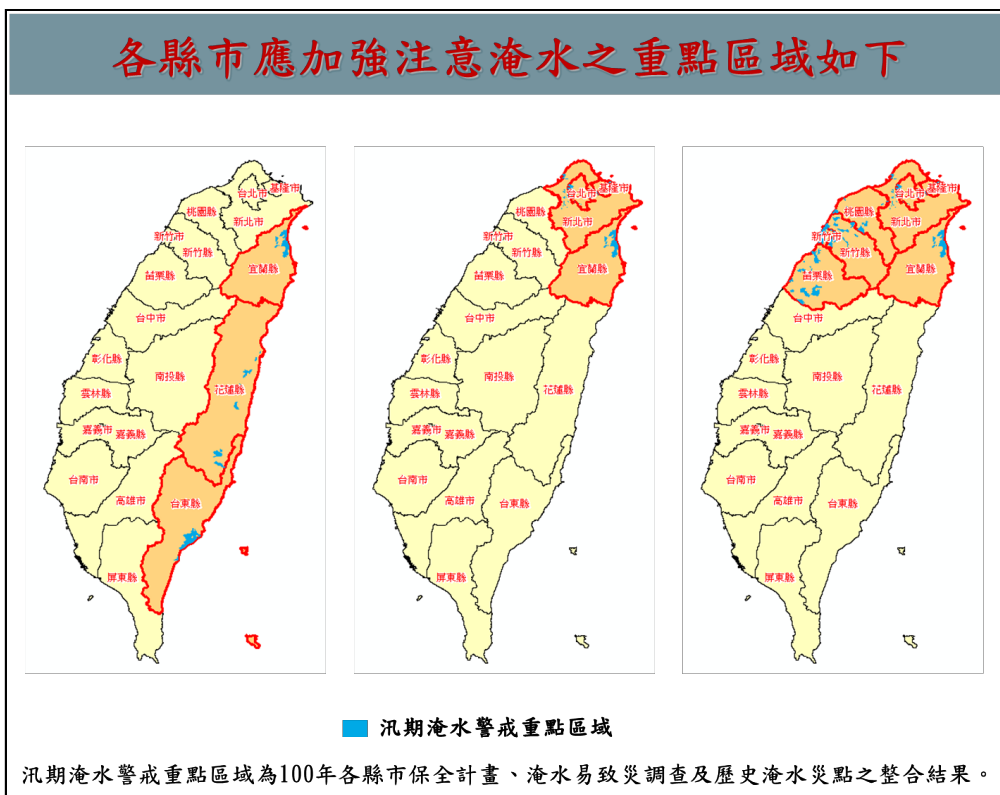 各縣市應加強注意淹水之重點區域如下
台北市
基隆市
桃園縣
新北市
新竹市
新竹縣
宜蘭縣
苗栗縣
台中市
彰化縣
南投縣
花蓮縣
雲林縣
嘉義市
嘉義縣
台南市
高雄市
台東縣
屏東縣
台北市
基隆市
桃園縣
新北市
新竹市
新竹縣
宜蘭縣
苗栗縣
台中市
彰化縣
南投縣
花蓮縣
雲林縣
嘉義市
嘉義縣
台南市
高雄市
台東縣
屏東縣
台北市
基隆市
桃園縣
新北市
新竹市
新竹縣
宜蘭縣
苗栗縣
台中市
彰化縣
南投縣
花蓮縣
雲林縣
嘉義市
嘉義縣
台南市
高雄市
台東縣
屏東縣
汛期淹水警戒重點區域
汛期淹水警戒重點區域為100年各縣市保全計畫、淹水易致災調查及歷史淹水災點之整合結果。